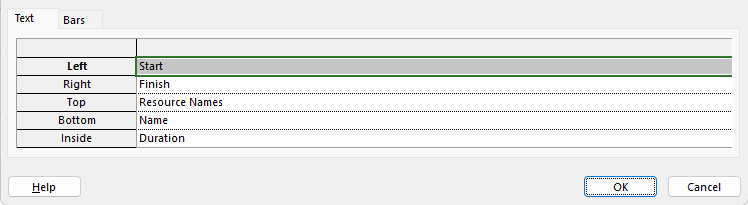 Text Bars
Left Start
Right Finish
Top Resource Names
Bottom Name
Inside Duration
Help OK Cancel